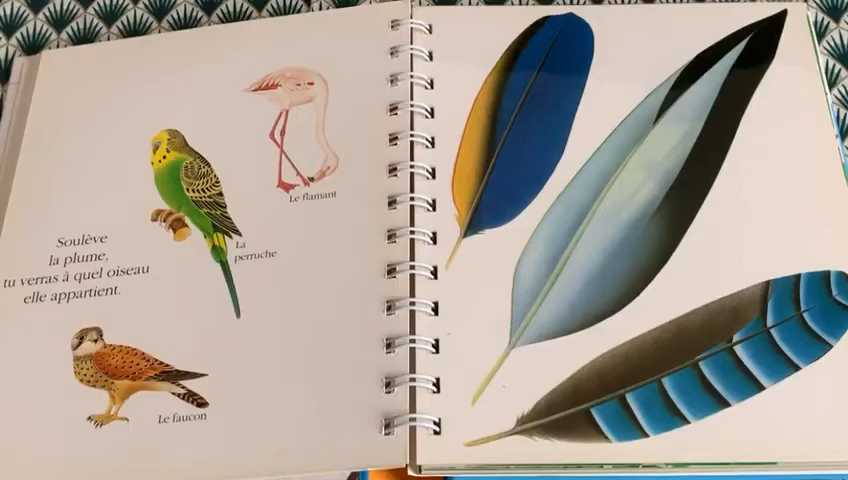 Le flamant
La
perruche
Soulève
la plume,
tu verras à quel oiseau
elle appartient.
Le faucon